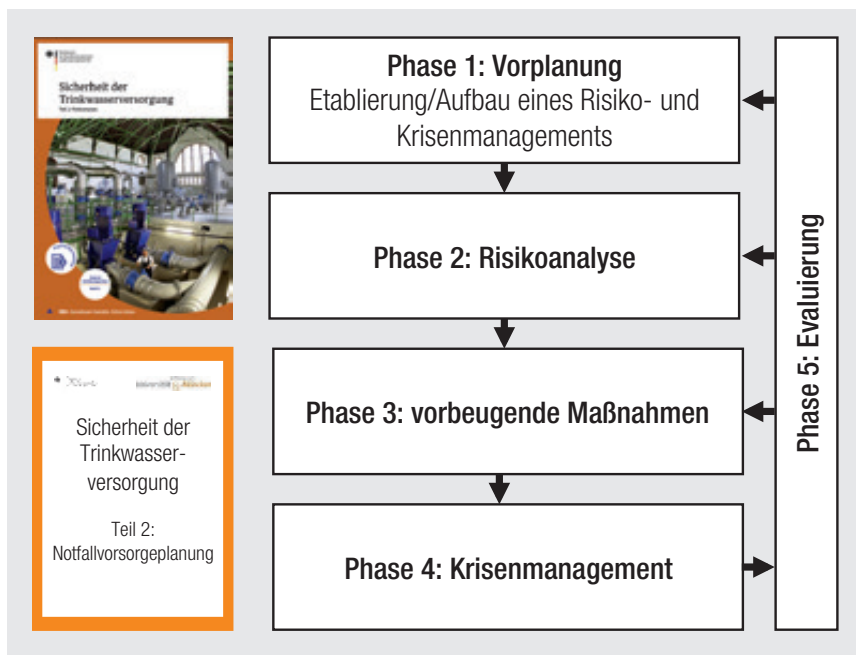 Sicherheit der
Trinkwasserversorgung
Sicherheit der
Trinkwasser-
versorgung
Teil 2:
Notfallvorsorgeplanung
Phase 1: Vorplanung
Etablierung/Aufbau eines Risiko- und
Krisenmanagements
Phase 2: Risikoanalyse
Phase 3: vorbeugende Maßnahmen
Phase 4: Krisenmanagement
Phase 5: Evaluierung